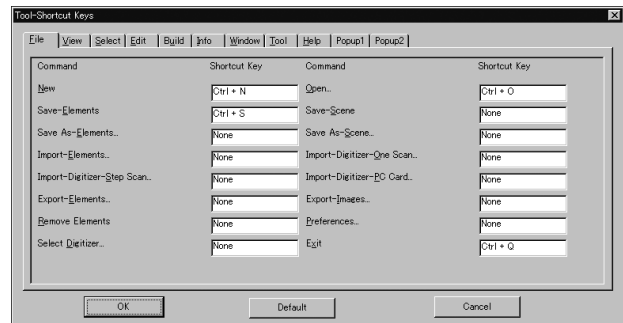 Tool-Shortcut Keys
File View Select Edit Build Info Window Tool Help Popup1 Popup2
Command Shortcut Key Command Shortcut Key
New Ctrl + N Open... Ctrl + O
Save-Elements Ctrl + S Save-Scene None
Save As-Elements... None Save As-Scene... None
Import-Elements... None Import-Digitizer-One Scan... None
Import-Digitizer-Step Scan... None Import-Digitizer-PC Card... None
Export-Elements... None Export-Images... None
Remove Elements None Preferences... None
Select Digitizer... None Exit Ctrl + Q
OK Default Cancel